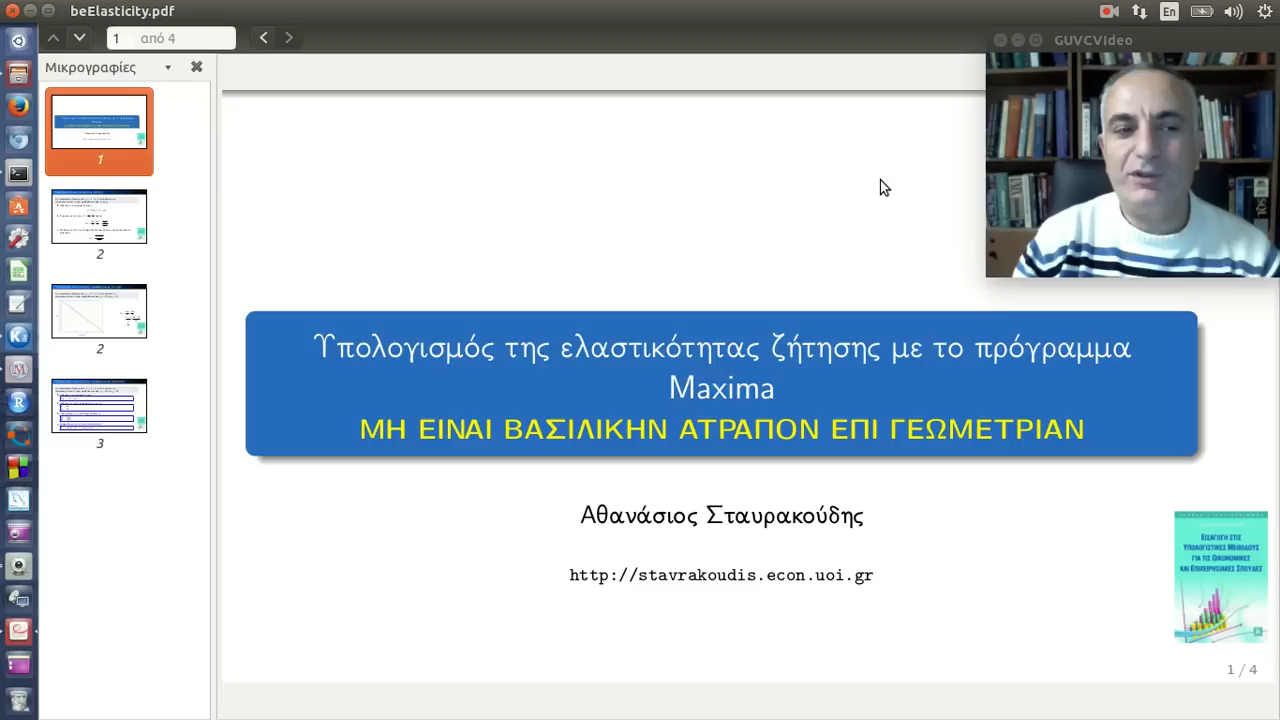 beElasticity.pdf
En
1 από 4
GUVCVIdeo
Μικρογραφίες
1
2
2
3
Υπολογισμός της ελαστικότητας ζήτησης με το πρόγραμμα
Maxima
ΜΗ ΕΙΝΑΙ ΒΑΣΙΛΙΚΗΝ ΑΤΡΑΠΟΝ ΕΠΙ ΓΕΩΜΕΤΡΙΑΝ
Αθανάσιος Σταυρακούδης
http://stavrakoudis.econ.uoi.gr
ΕΙΣΑΓΩΓΗ ΣΤΙΣ
ΥΠΟΛΟΓΙΣΤΙΚΕΣ ΜΕΘΟΔΟΥΣ
ΓΙΑ ΤΙΣ ΟΙΚΟΝΟΜΙΚΕΣ
ΚΑΙ ΕΠΙΧΕΙΡΗΣΙΑΚΕΣ ΣΠΟΥΔΕΣ
1 / 4